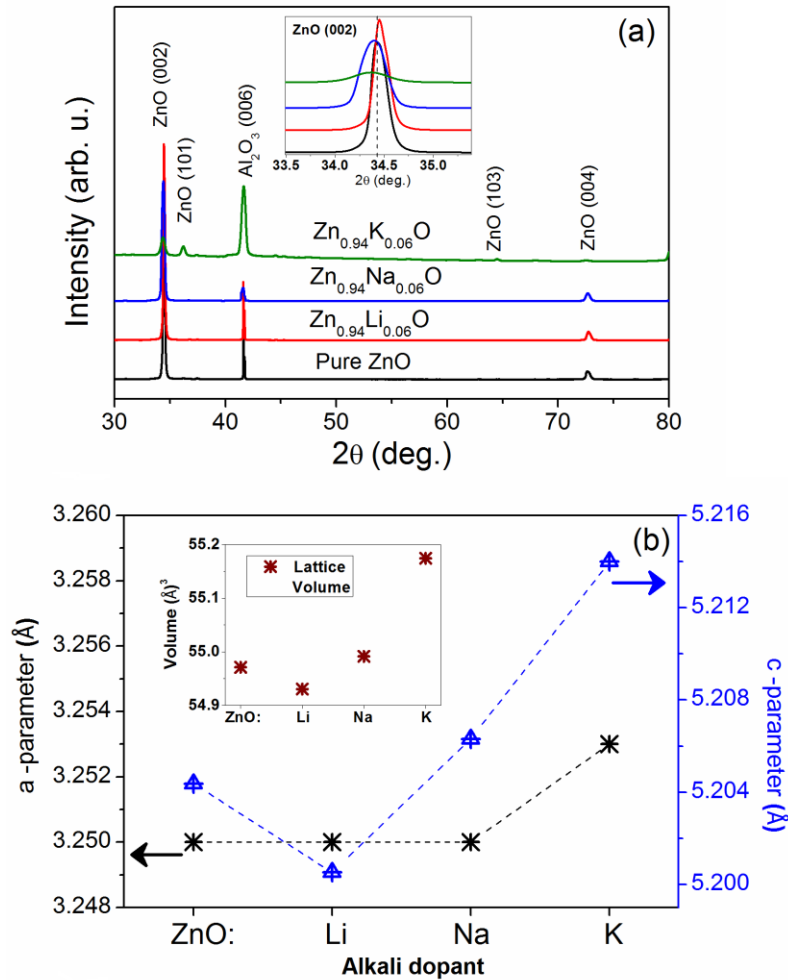 (a)
ZnO (002)
ZnO (002)
ZnO (101)
Al₂O₃ (006)
ZnO (103)
ZnO (004)
33.5 34.0 34.5 35.0
2θ (deg.)
Zn₀.₉₄K₀.₀₆O
Zn₀.₉₄Na₀.₀₆O
Zn₀.₉₄Li₀.₀₆O
Pure ZnO
Intensity (arb. u.)
30 40 50 60 70 80
2θ (deg.)
(b)
3.260
3.258
3.256
3.254
3.252
3.250
3.248
a -parameter (Å)
55.2
55.1
55.0
54.9
Volume (Å)³
Lattice
Volume
ZnO: Li Na K
5.216
5.212
5.208
5.204
5.200
c -parameter (Å)
ZnO: Li Na K
Alkali dopant